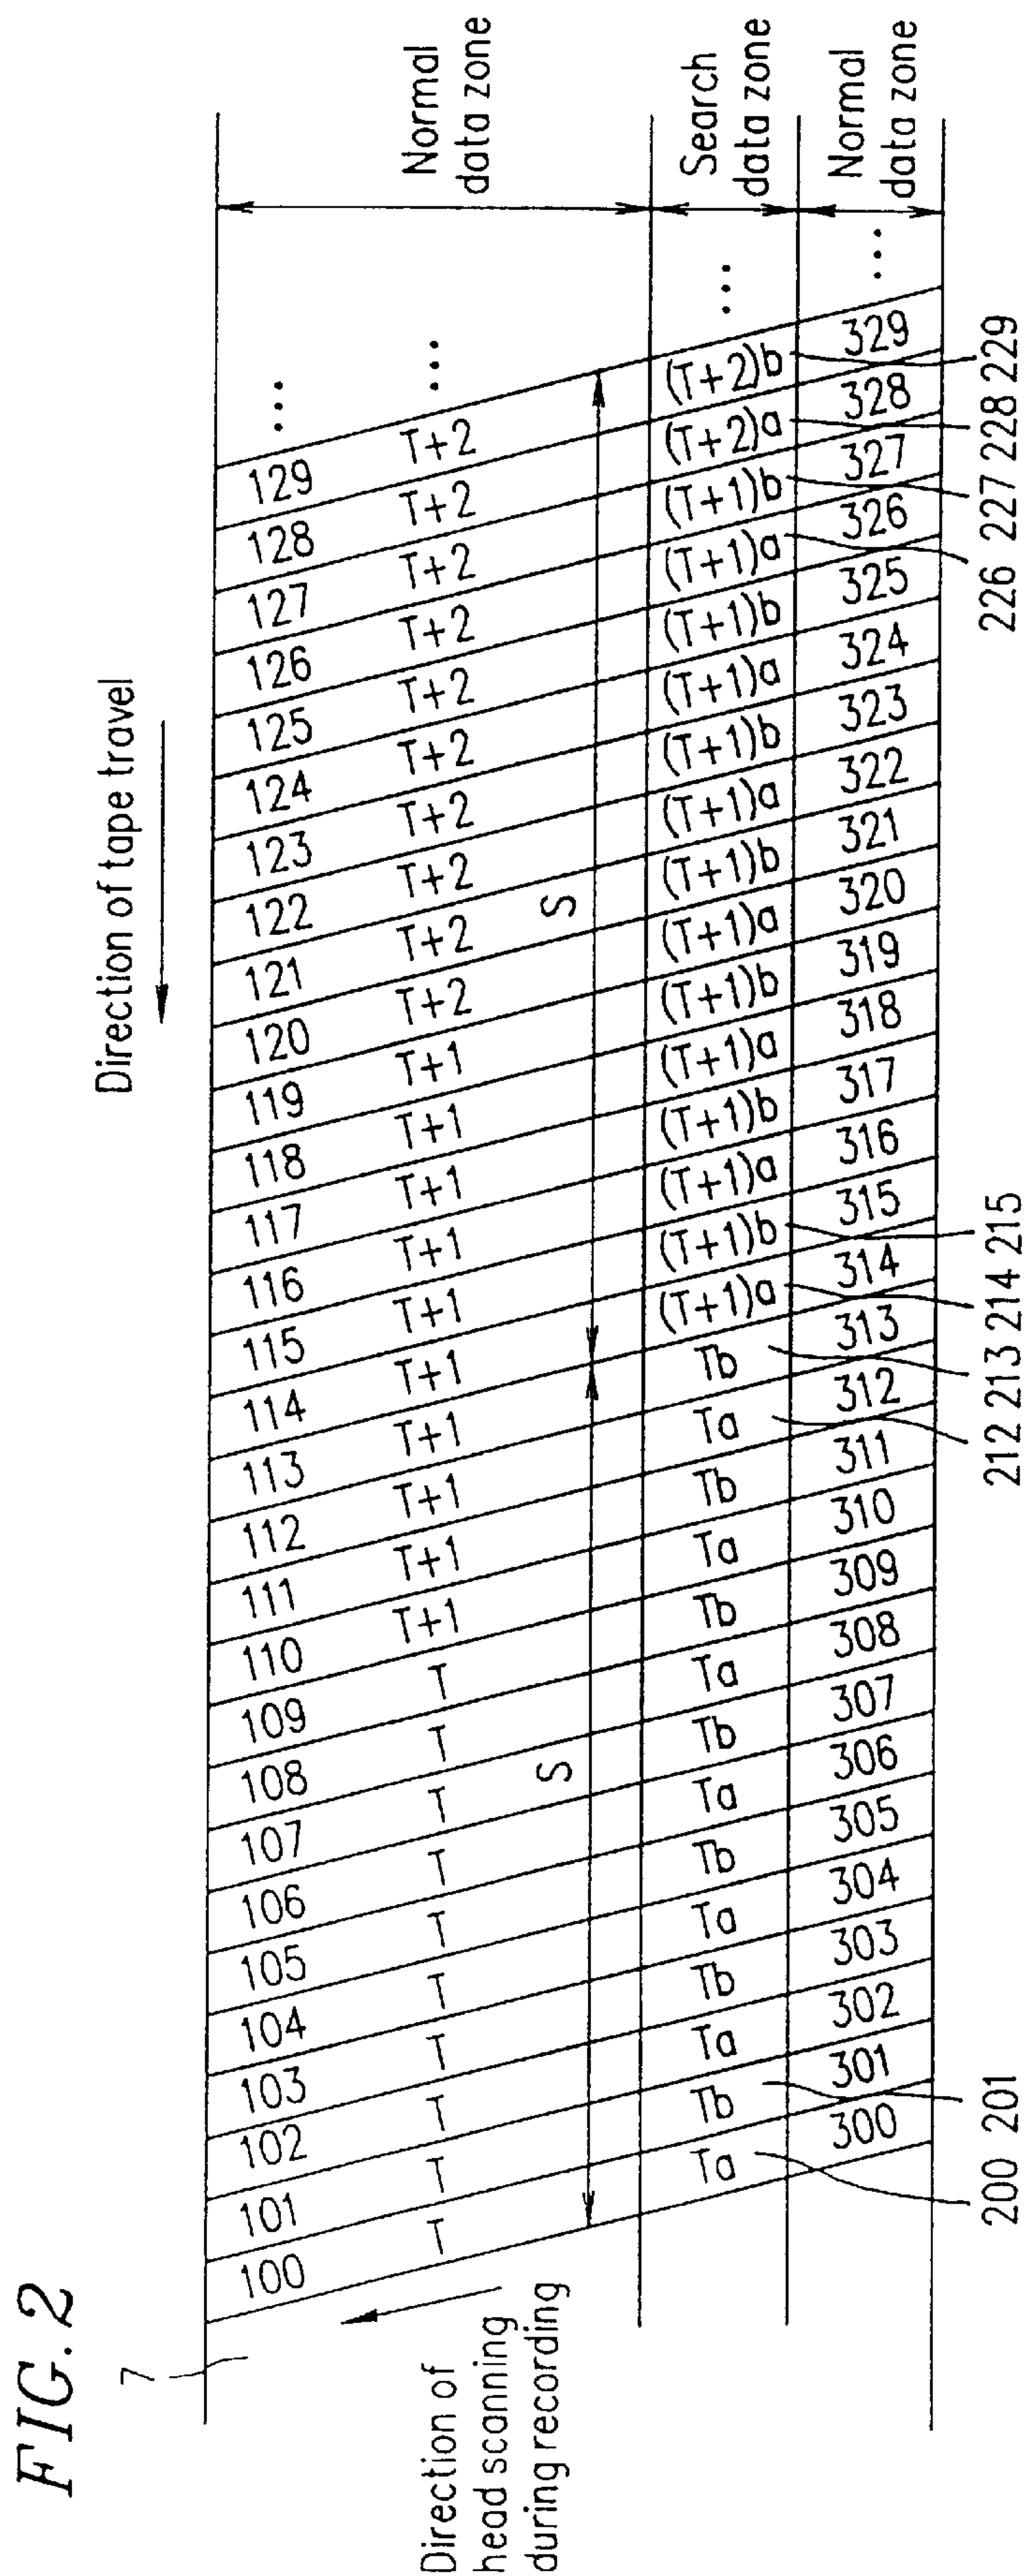 FIG. 2
Direction of tape travel
7
100 101 102 103 104 105 106 107 108 109 110 111 112 113 114 115 116 117 118 119 120 121 122 123 124 125 126 127 128 129 ...
T T T T T T T T T T T+1 T+1 T+1 T+1 T+1 T+1 T+1 T+1 T+1 T+1 T+2 T+2 T+2 T+2 T+2 T+2 T+2 T+2 T+2 T+2 ...
Normal
data zone
S S
Ta Tb Ta Tb Ta Tb Ta Tb Ta Tb Ta Tb Ta Tb (T+1)a (T+1)b (T+1)a (T+1)b (T+1)a (T+1)b (T+1)a (T+1)b (T+1)a (T+1)b (T+1)a (T+1)b (T+1)a (T+1)b (T+2)a (T+2)b ...
Search
data zone
300 301 302 303 304 305 306 307 308 309 310 311 312 313 314 315 316 317 318 319 320 321 322 323 324 325 326 327 328 329 ...
Normal
data zone
Direction of
head scanning
during recording
200 201 212 213 214 215 226 227 228 229